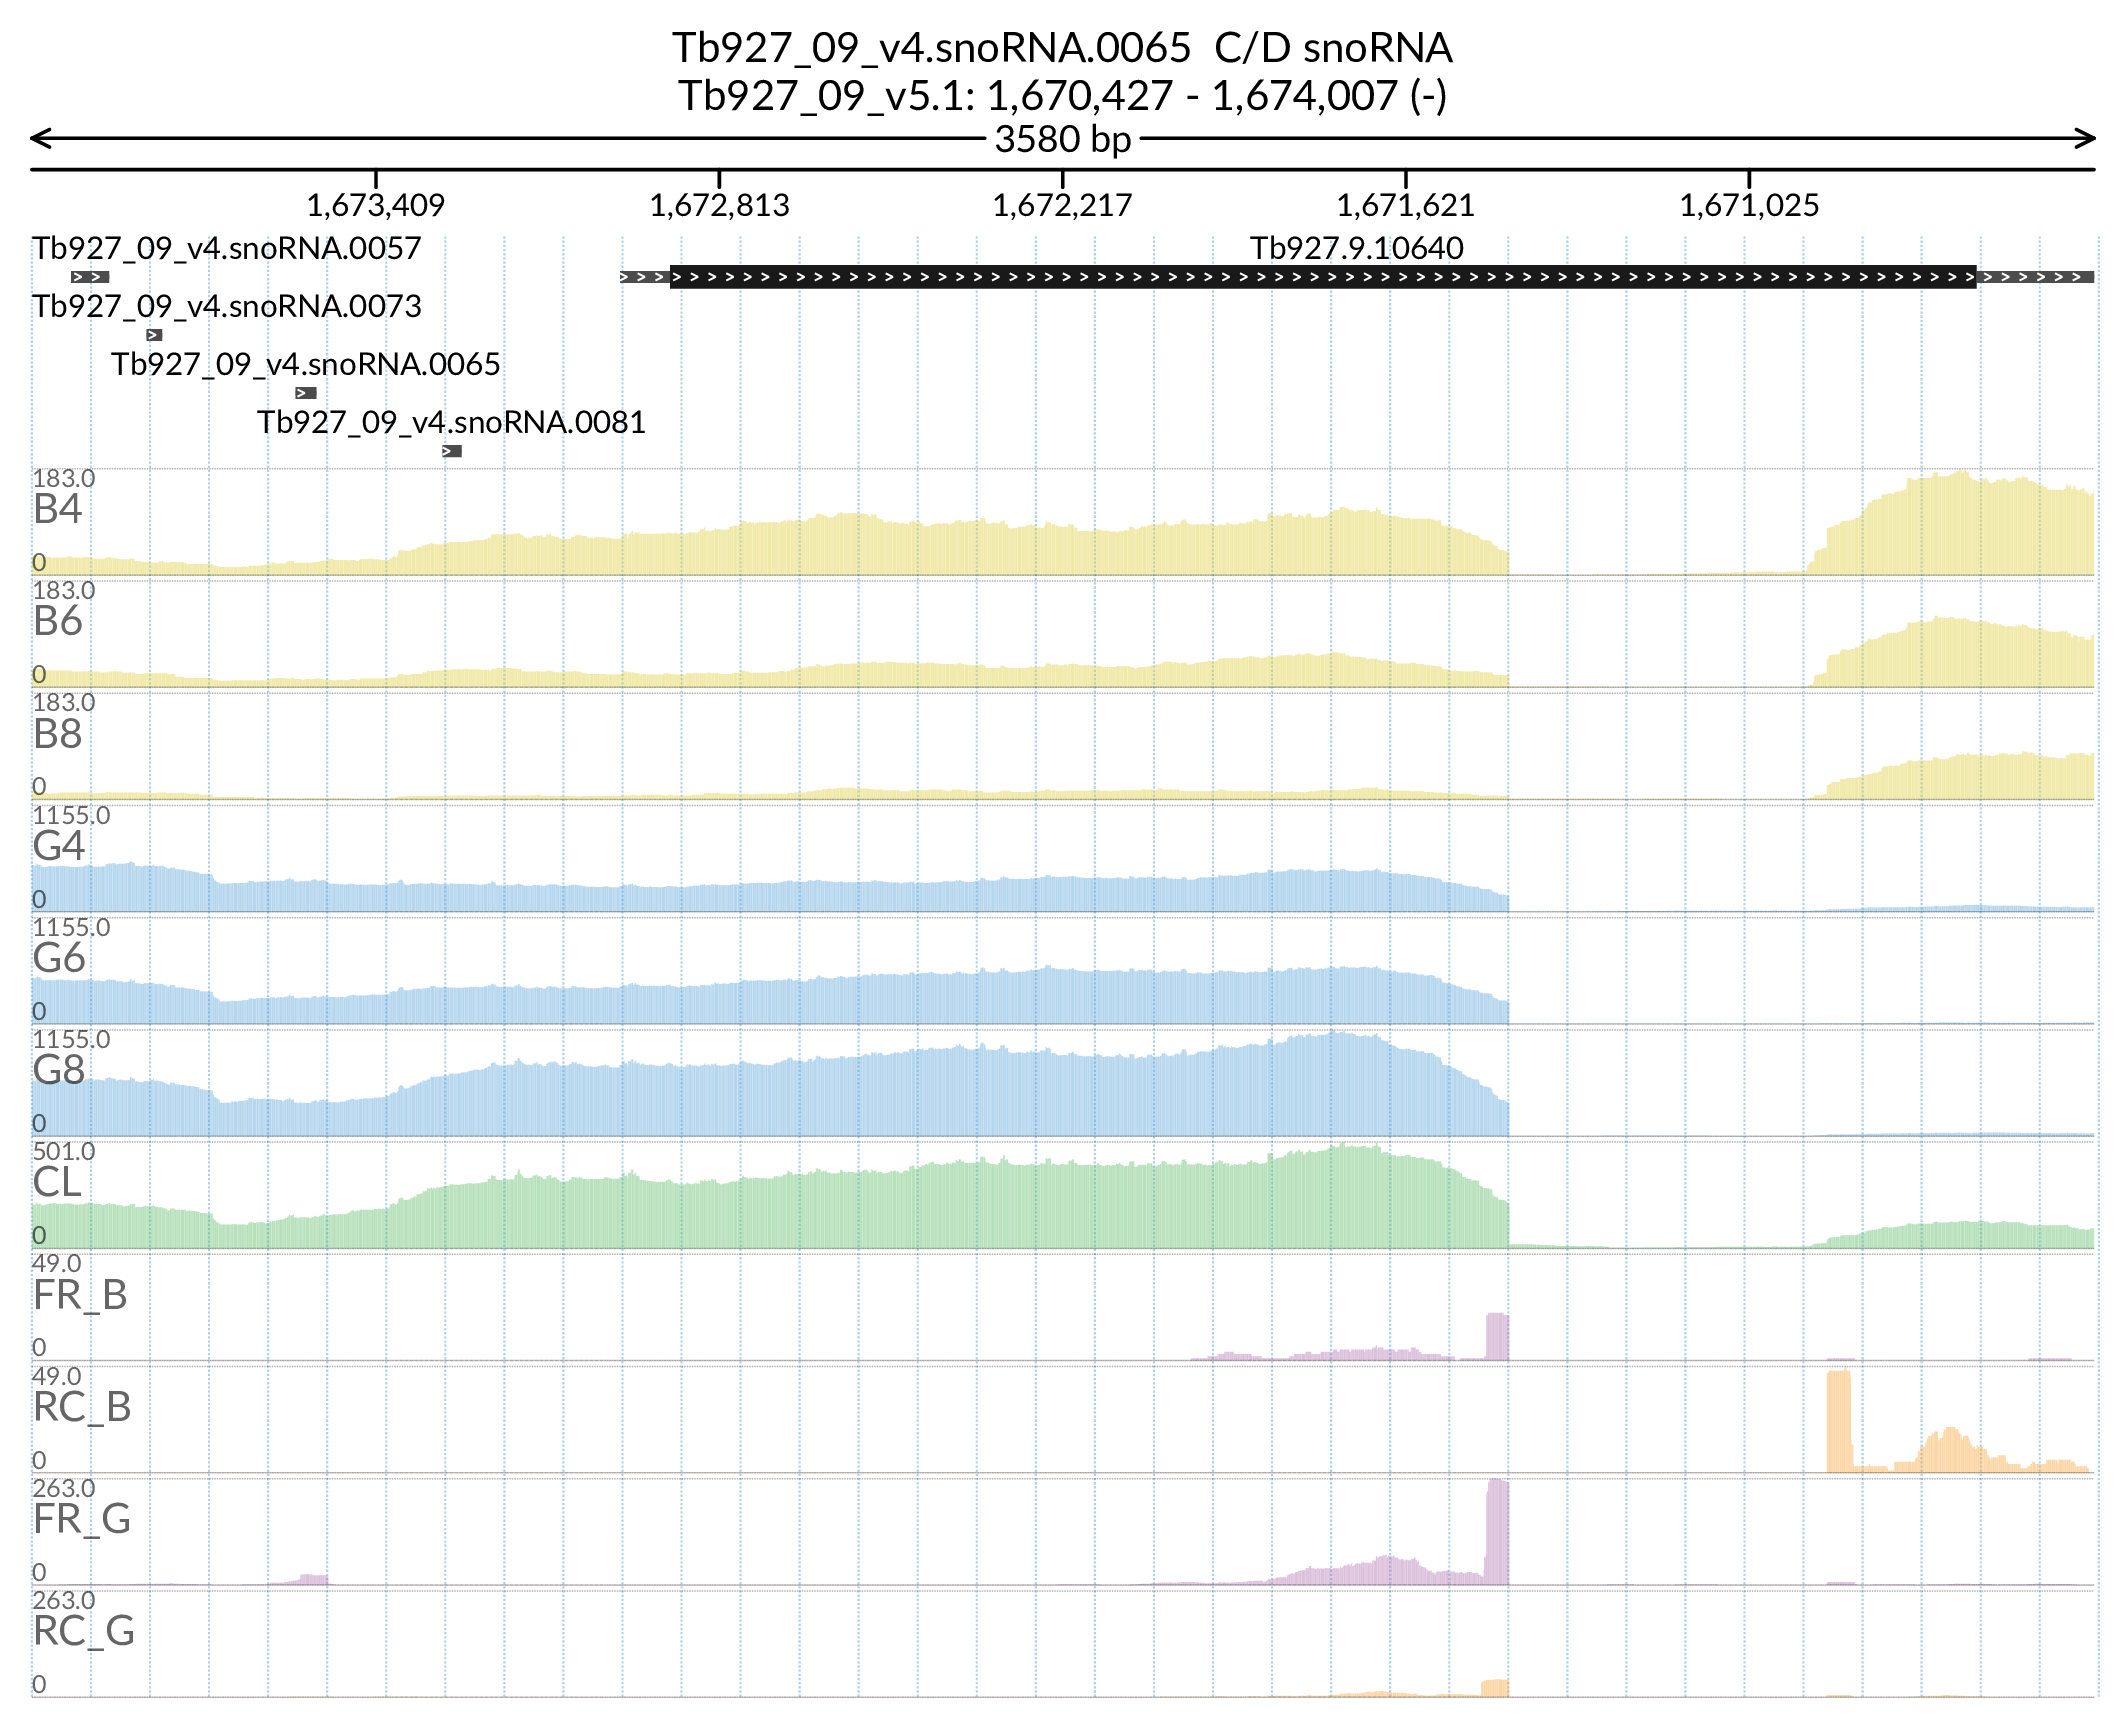 Tb927_09_v4.snoRNA.0065  C/D snoRNA
Tb927_09_v5.1: 1,670,427 - 1,674,007 (-)
3580 bp
1,673,409 1,672,813 1,672,217 1,671,621 1,671,025
Tb927_09_v4.snoRNA.0057 Tb927.9.10640
Tb927_09_v4.snoRNA.0073
Tb927_09_v4.snoRNA.0065
Tb927_09_v4.snoRNA.0081
183.0
B4
0
183.0
B6
0
183.0
B8
0
1155.0
G4
0
1155.0
G6
0
1155.0
G8
0
501.0
CL
0
49.0
FR_B
0
49.0
RC_B
0
263.0
FR_G
0
263.0
RC_G
0